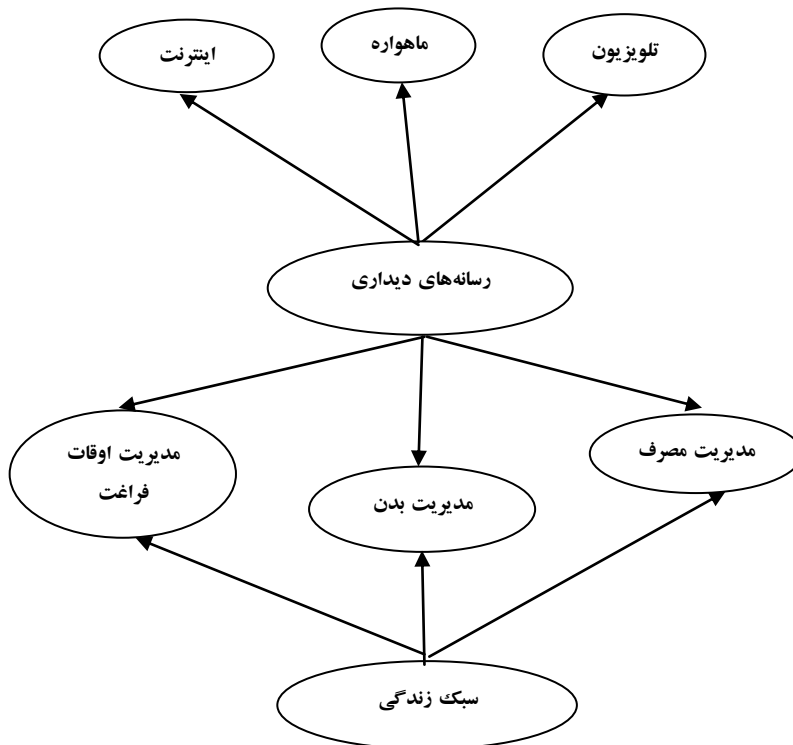 تلویزیون
ماهواره
اینترنت
رسانه‌های دیداری
مدیریت مصرف
مدیریت بدن
مدیریت اوقات
فراغت
سبک زندگی